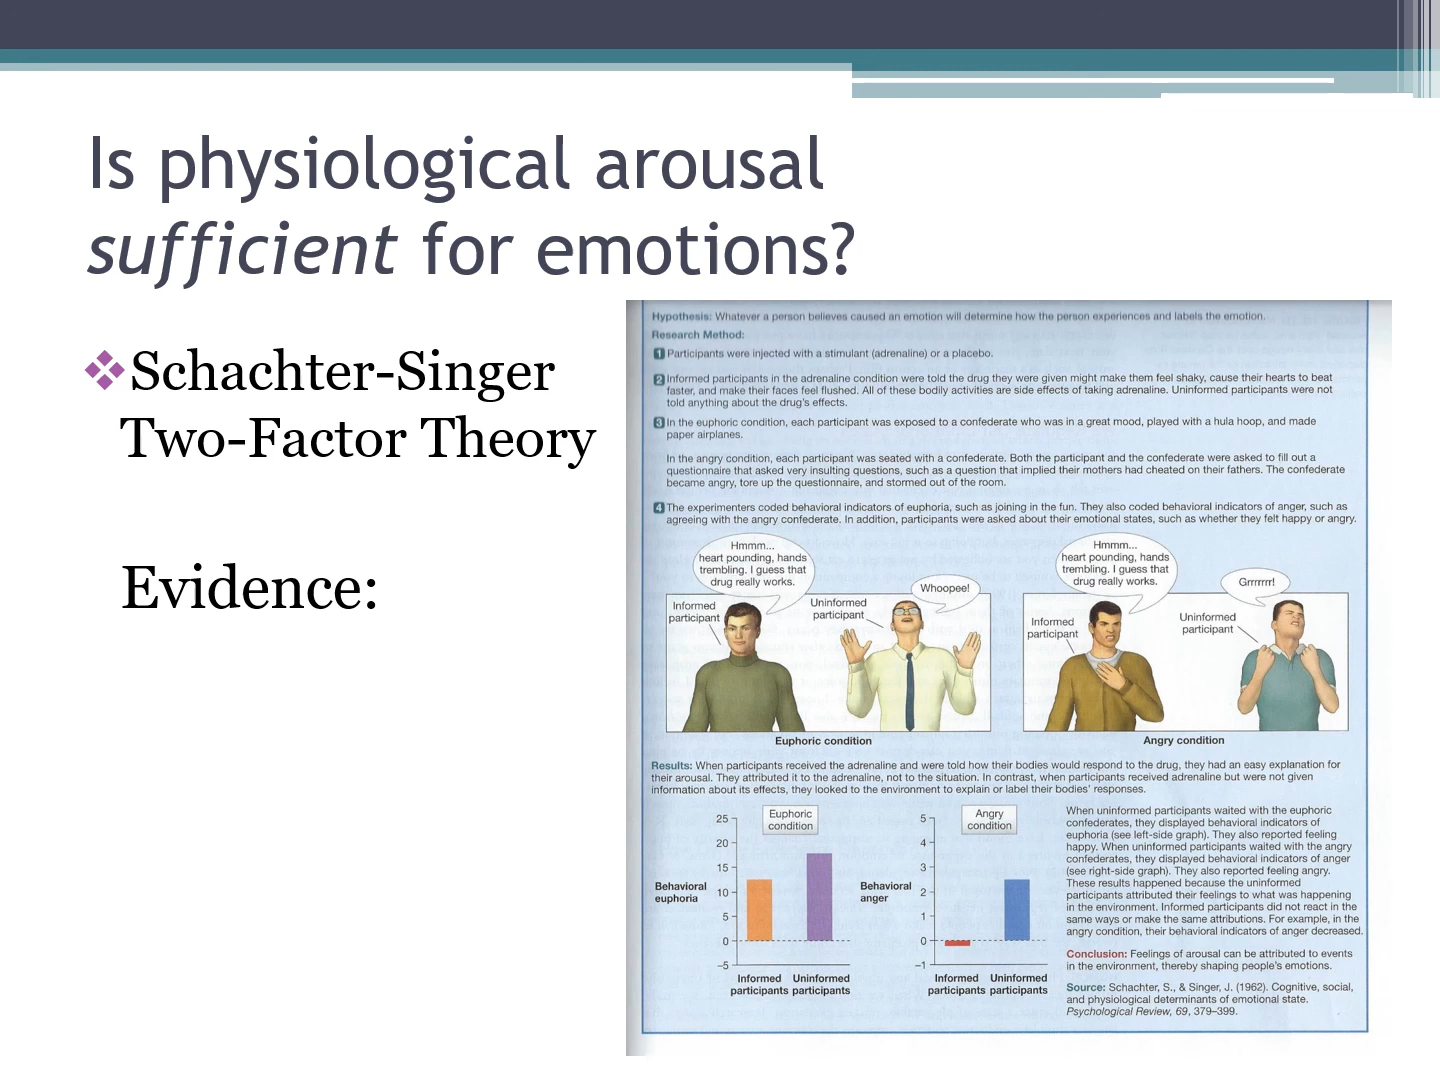 Is physiological arousal
sufficient for emotions?
❖Schachter-Singer
Two-Factor Theory
Evidence:
Hypothesis: Whatever a person believes caused an emotion will determine how the person experiences and labels the emotion.
Research Method:
1 Participants were injected with a stimulant (adrenaline) or a placebo.
2 Informed participants in the adrenaline condition were told the drug they were given might make them feel shaky, cause their hearts to beat
faster, and make their faces feel flushed. All of these bodily activities are side effects of taking adrenaline. Uninformed participants were not
told anything about the drug's effects.
3 In the euphoric condition, each participant was exposed to a confederate who was in a great mood, played with a hula hoop, and made
paper airplanes.
In the angry condition, each participant was seated with a confederate. Both the participant and the confederate were asked to fill out a
questionnaire that asked very insulting questions, such as a question that implied their mothers had cheated on their fathers. The confederate
became angry, tore up the questionnaire, and stormed out of the room.
4 The experimenters coded behavioral indicators of euphoria, such as joining in the fun. They also coded behavioral indicators of anger, such as
agreeing with the angry confederate. In addition, participants were asked about their emotional states, such as whether they felt happy or angry.
Hmmm...
heart pounding, hands
trembling. I guess that
drug really works.
Informed
participant
Uninformed
participant
Whoopee!
Euphoric condition
Hmmm...
heart pounding, hands
trembling. I guess that
drug really works.
Informed
participant
Uninformed
participant
Grrrrrr!
Angry condition
Results: When participants received the adrenaline and were told how their bodies would respond to the drug, they had an easy explanation for
their arousal. They attributed it to the adrenaline, not to the situation. In contrast, when participants received adrenaline but were not given
information about its effects, they looked to the environment to explain or label their bodies' responses.
Euphoric
condition
25
20
15
10
5
0
–5
Behavioral
euphoria
Informed
participants
Uninformed
participants
Angry
condition
5
4
3
2
1
0
–1
Behavioral
anger
Informed
participants
Uninformed
participants
When uninformed participants waited with the euphoric
confederates, they displayed behavioral indicators of
euphoria (see left-side graph). They also reported feeling
happy. When uninformed participants waited with the angry
confederates, they displayed behavioral indicators of anger
(see right-side graph). They also reported feeling angry.
These results happened because the uninformed
participants attributed their feelings to what was happening
in the environment. Informed participants did not react in the
same ways or make the same attributions. For example, in the
angry condition, their behavioral indicators of anger decreased.
Conclusion: Feelings of arousal can be attributed to events
in the environment, thereby shaping people's emotions.
Source: Schachter, S., & Singer, J. (1962). Cognitive, social,
and physiological determinants of emotional state.
Psychological Review, 69, 379–399.